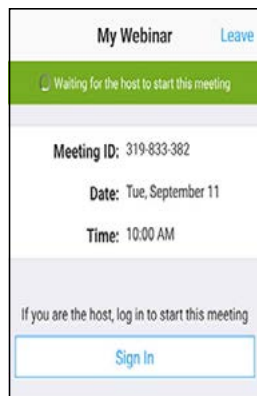 My Webinar Leave
Waiting for the host to start this meeting
Meeting ID: 319-833-382
Date: Tue, September 11
Time: 10:00 AM
If you are the host, log in to start this meeting
Sign In